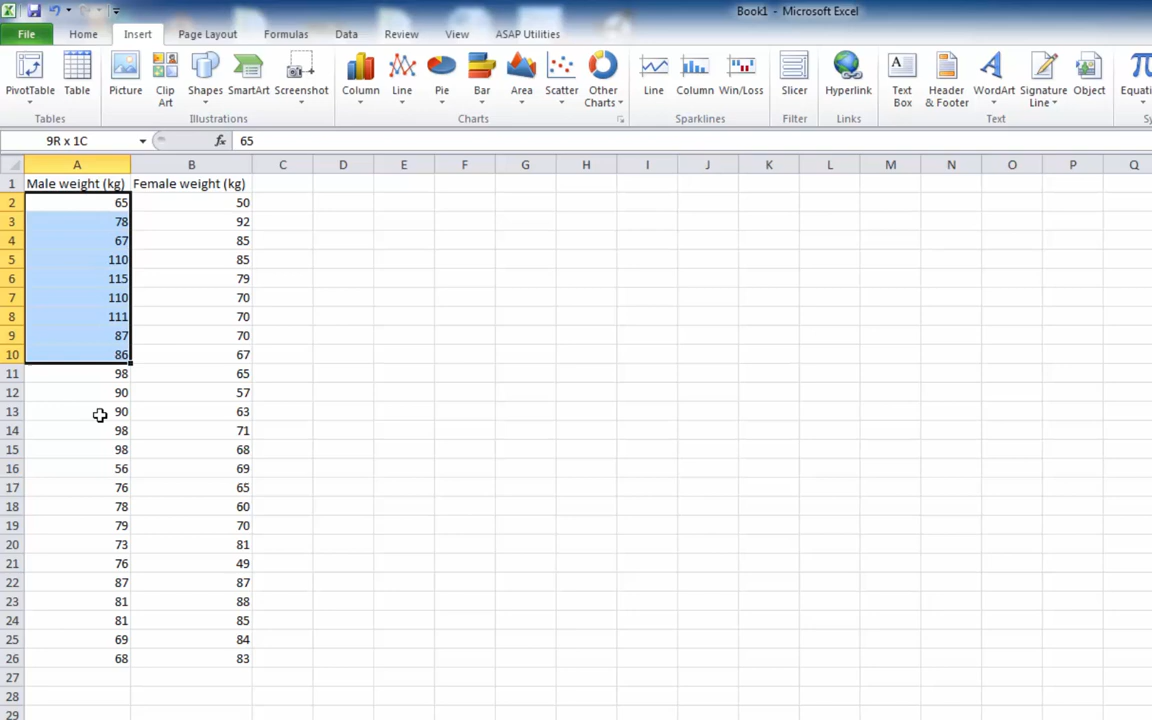 Book1 - Microsoft Excel
File Home Insert Page Layout Formulas Data Review View ASAP Utilities
PivotTable Table Picture Clip Art Shapes SmartArt Screenshot Column Line Pie Bar Area Scatter Other Charts Line Column Win/Loss Slicer Hyperlink Text Box Header & Footer WordArt Signature Line Object Equati
Tables Illustrations Charts Sparklines Filter Links Text Sy
9R x 1C fx 65
A B C D E F G H I J K L M N O P Q
1 Male weight (kg) Female weight (kg)
2 65 50
3 78 92
4 67 85
5 110 85
6 115 79
7 110 70
8 111 70
9 87 70
10 86 67
11 98 65
12 90 57
13 90 63
14 98 71
15 98 68
16 56 69
17 76 65
18 78 60
19 79 70
20 73 81
21 76 49
22 87 87
23 81 88
24 81 85
25 69 84
26 68 83
27
28
29